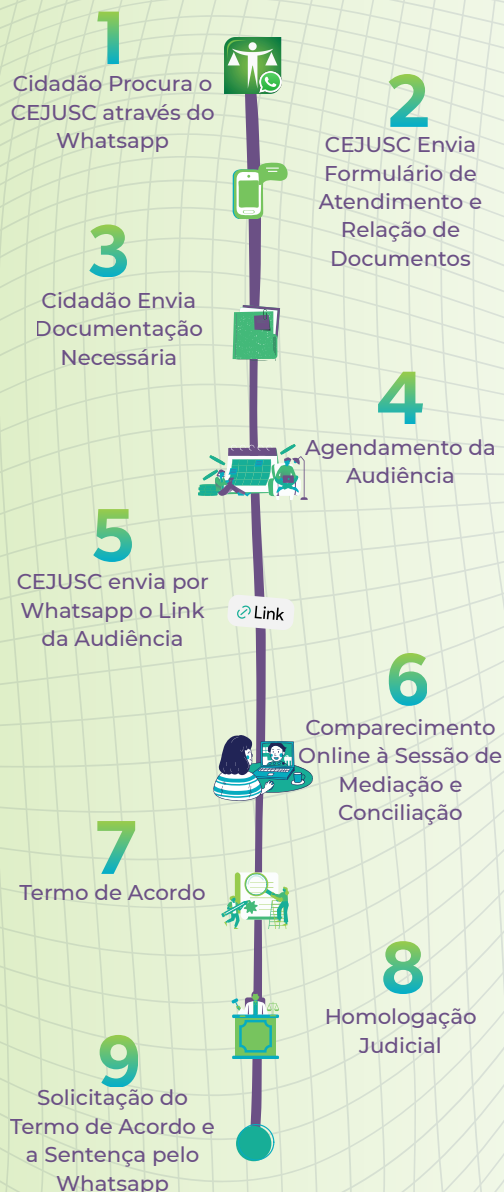 1
Cidadão Procura o
CEJUSC através do
Whatsapp
2
CEJUSC Envia
Formulário de
Atendimento e
Relação de
Documentos
3
Cidadão Envia
Documentação
Necessária
4
Agendamento da
Audiência
5
CEJUSC envia por
Whatsapp o Link
da Audiência
Link
6
Comparecimento
Online à Sessão de
Mediação e
Conciliação
7
Termo de Acordo
8
Homologação
Judicial
9
Solicitação do
Termo de Acordo e
a Sentença pelo
Whatsapp